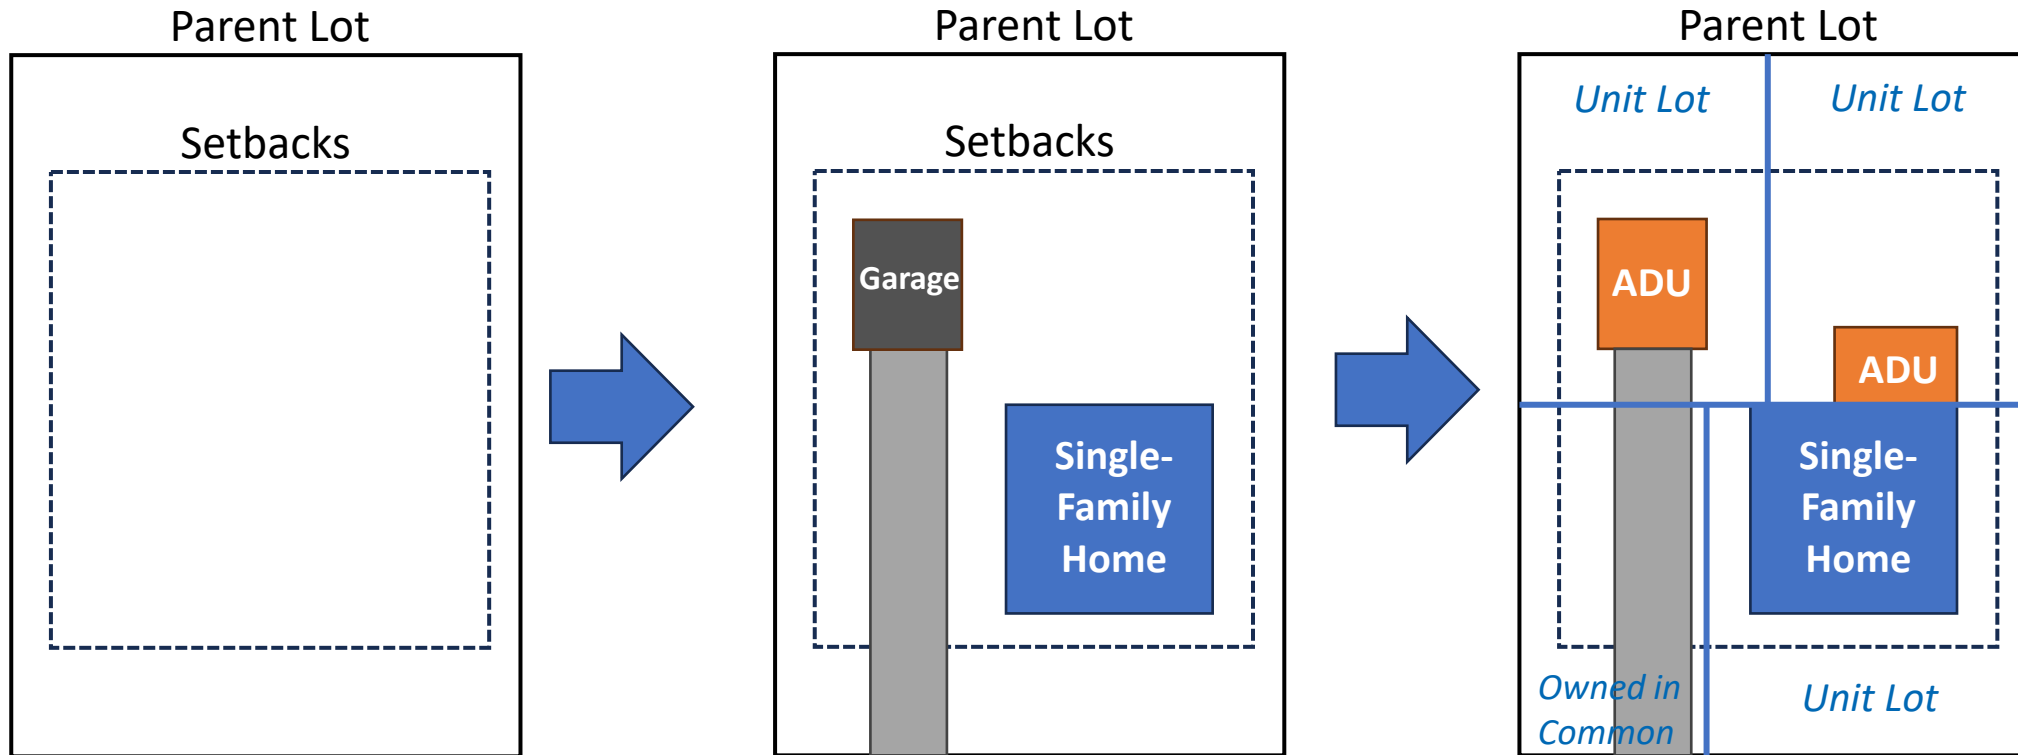 Parent Lot
Setbacks
Parent Lot
Setbacks
Garage
Single-
Family
Home
Parent Lot
Unit Lot
Unit Lot
ADU
ADU
Single-
Family
Home
Owned in
Common
Unit Lot